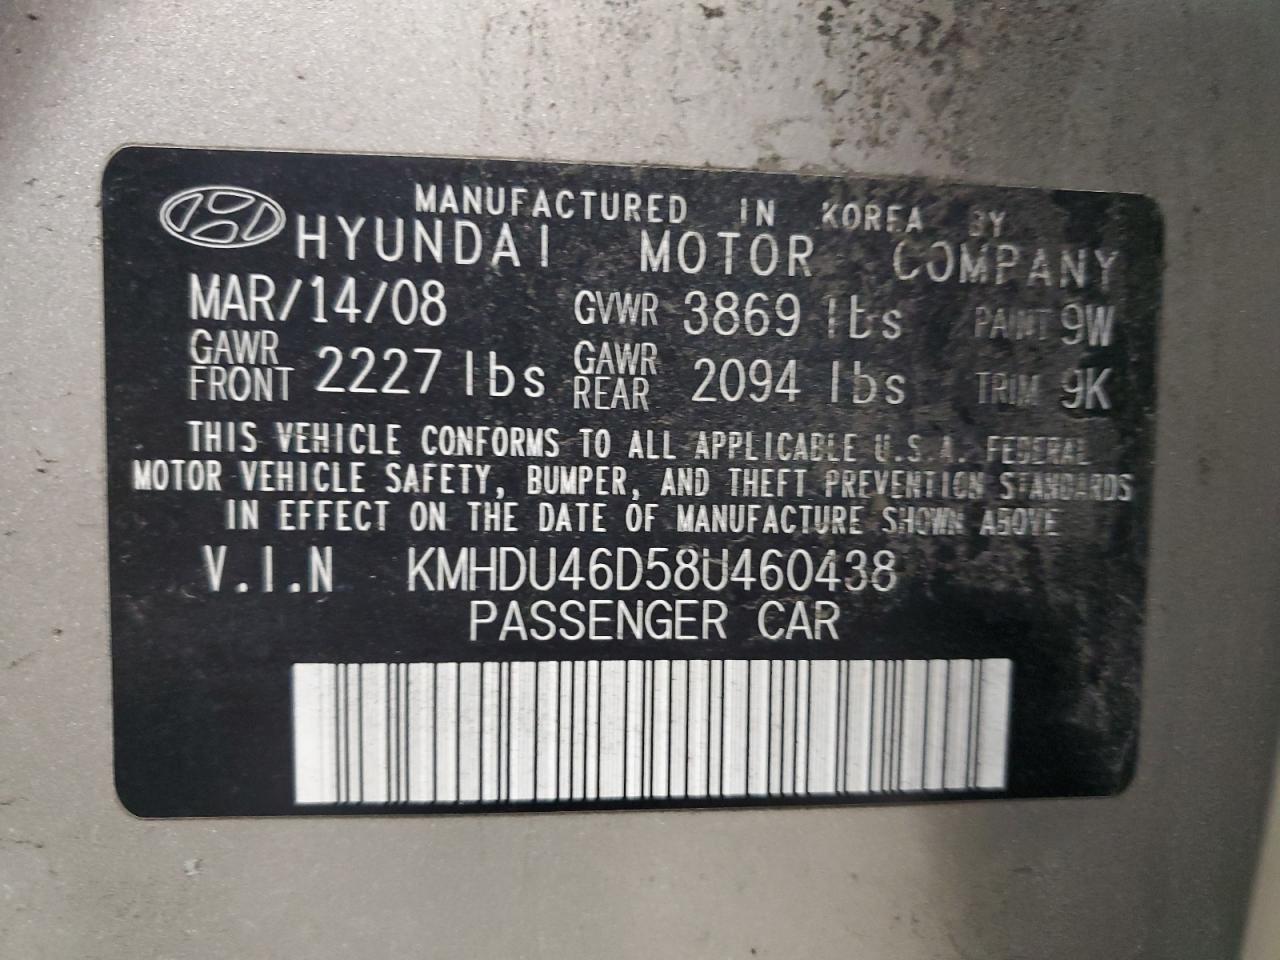 MANUFACTURED IN KOREA BY
HYUNDAI MOTOR COMPANY
MAR/14/08 GVWR 3869 lbs PAINT 9W
GAWR FRONT 2227 lbs GAWR REAR 2094 lbs TRIM 9K
THIS VEHICLE CONFORMS TO ALL APPLICABLE U.S.A. FEDERAL
MOTOR VEHICLE SAFETY, BUMPER, AND THEFT PREVENTION STANDARDS
IN EFFECT ON THE DATE OF MANUFACTURE SHOWN ABOVE
V.I.N KMHDU46D58U460438
PASSENGER CAR